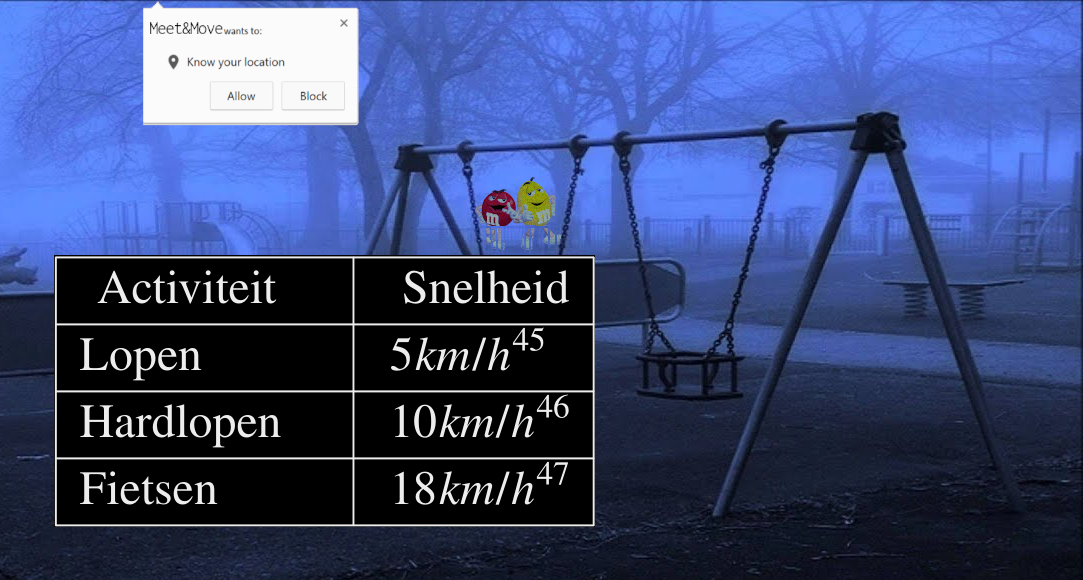 Meet&Move wants to:
Know your location
Allow Block
Activiteit Snelheid
Lopen 5km/h⁴⁵
Hardlopen 10km/h⁴⁶
Fietsen 18km/h⁴⁷